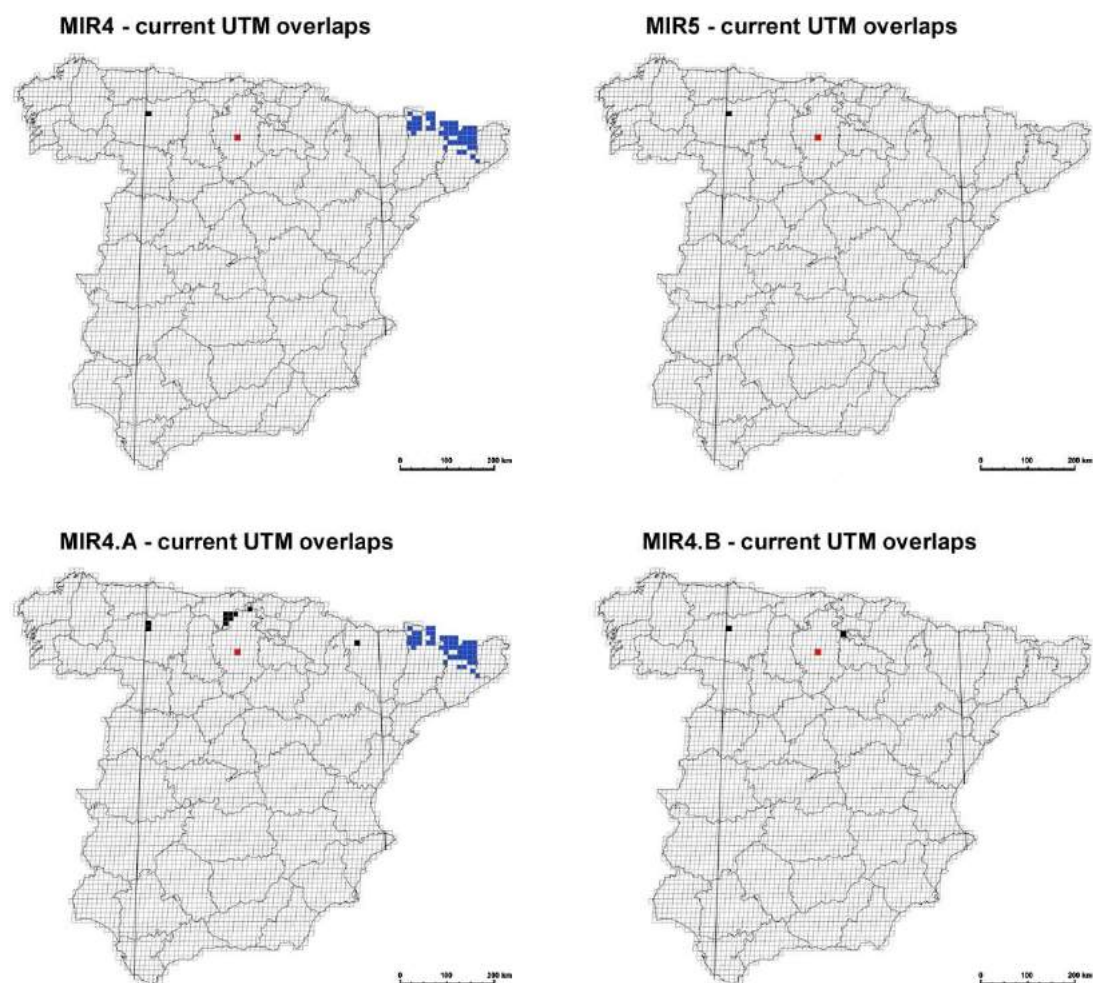 MIR4 - current UTM overlaps
MIR5 - current UTM overlaps
0 100 200 km
0 100 200 km
MIR4.A - current UTM overlaps
MIR4.B - current UTM overlaps
0 100 200 km
0 100 200 km